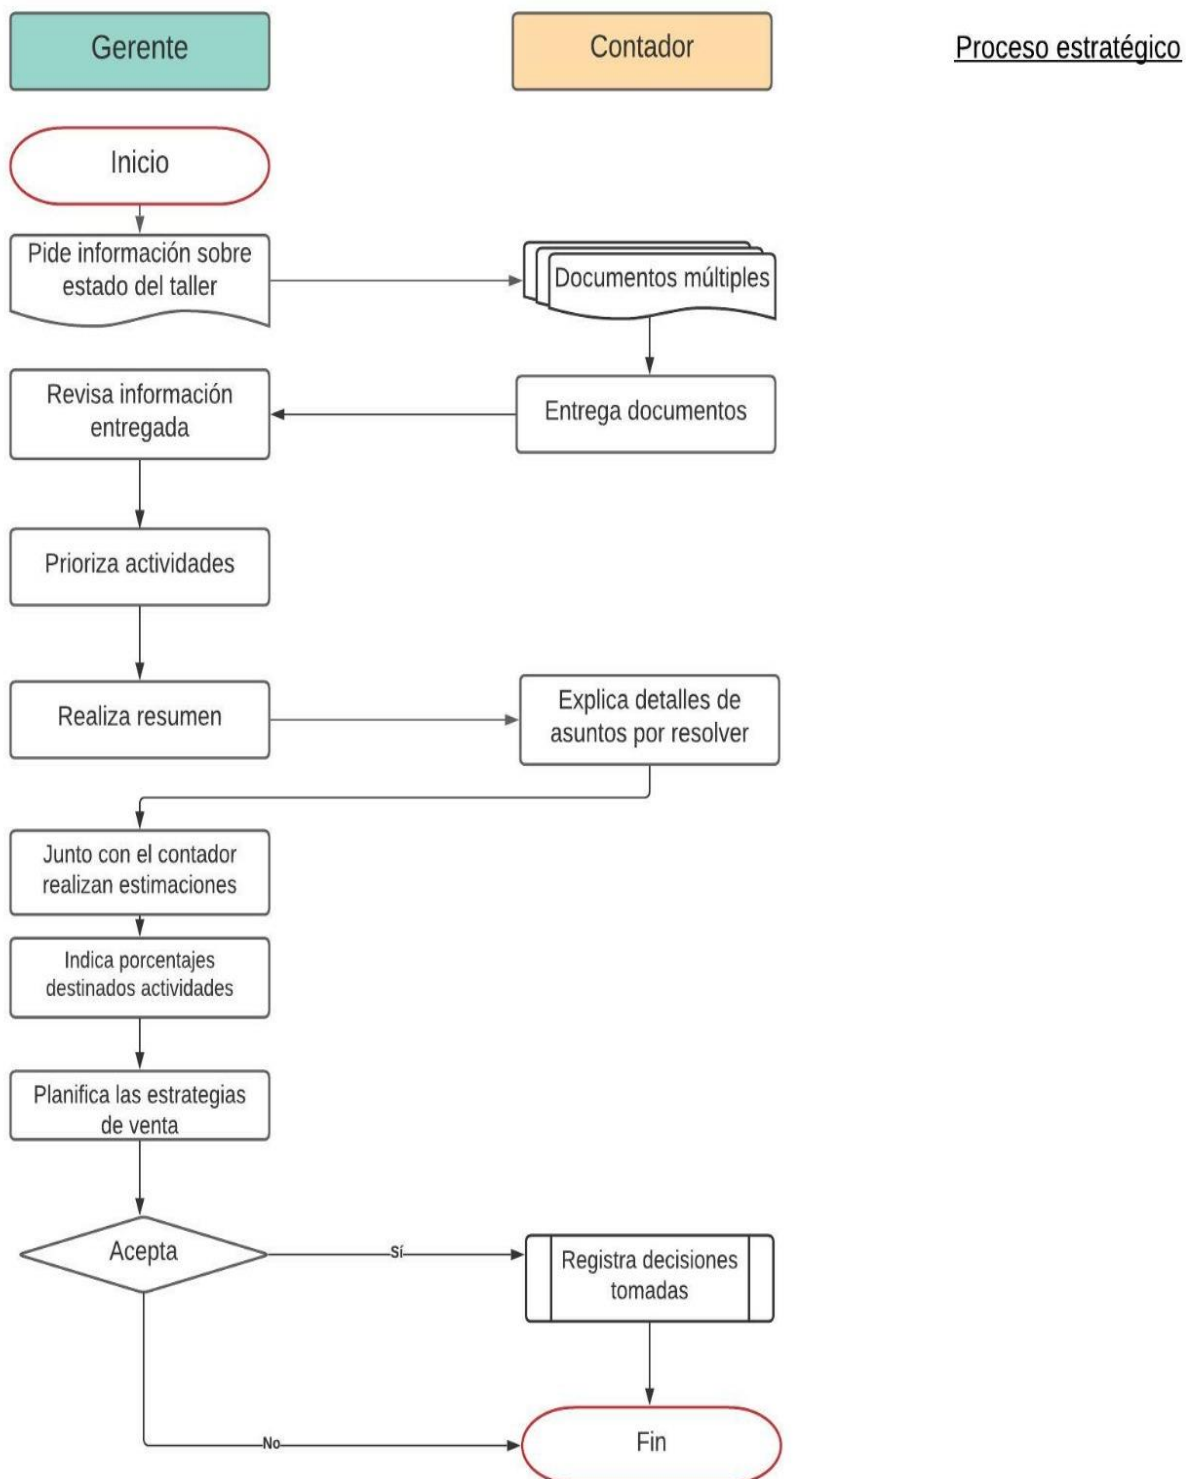 Gerente
Contador
Proceso estratégico
Inicio
Pide información sobre
estado del taller
Documentos múltiples
Revisa información
entregada
Entrega documentos
Prioriza actividades
Realiza resumen
Explica detalles de
asuntos por resolver
Junto con el contador
realizan estimaciones
Indica porcentajes
destinados actividades
Planifica las estrategias
de venta
Acepta
Sí
Registra decisiones
tomadas
No
Fin